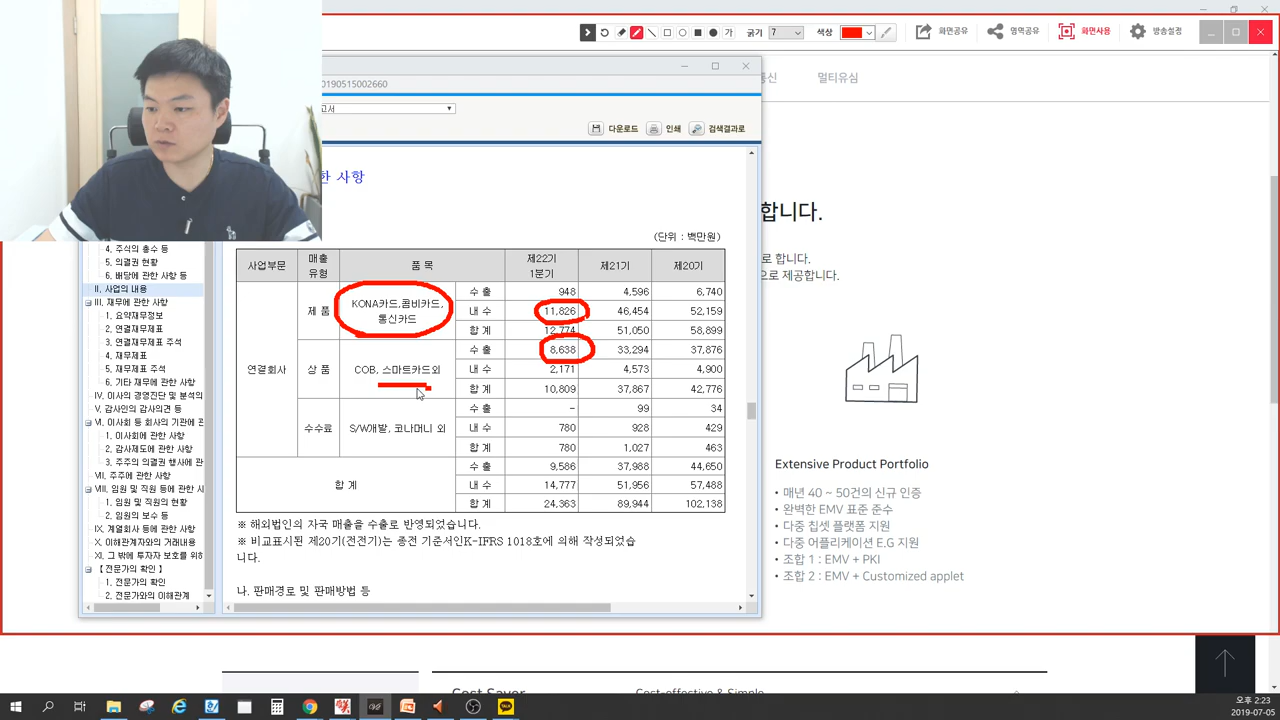 가
굵기
7
색상
화면공유
영역공유
화면사용
방송설정
0190515002660
통신
멀티유심
고서
다운로드
인쇄
검색결과로
한 사항
합니다.
로 합니다.
으로 제공합니다.
(단위 : 백만원)
사업부문 매출 유형 품 목 제22기 1분기 제21기 제20기
연결회사 제 품 KONA카드,콤비카드, 통신카드 수 출 948 4,596 6,740
내 수 11,826 46,454 52,159
합 계 12,774 51,050 58,899
상 품 COB, 스마트카드외 수 출 8,638 33,294 37,876
내 수 2,171 4,573 4,900
합 계 10,809 37,867 42,776
수수료 S/W개발, 코나머니 외 수 출 - 99 34
내 수 780 928 429
합 계 780 1,027 463
합 계 수 출 9,586 37,988 44,650
내 수 14,777 51,956 57,488
합 계 24,363 89,944 102,138
※ 해외법인의 자국 매출을 수출로 반영되었습니다.
※ 비교표시된 제20기(전전기)는 종전 기준서인K-IFRS 1018호에 의해 작성되었습
니다.
나. 판매경로 및 판매방법 등
4. 주식의 총수 등
5. 의결권 현황
6. 배당에 관한 사항 등
II. 사업의 내용
III. 재무에 관한 사항
1. 요약재무정보
2. 연결재무제표
3. 연결재무제표 주석
4. 재무제표
5. 재무제표 주석
6. 기타 재무에 관한 사항
IV. 이사의 경영진단 및 분석의
V. 감사인의 감사의견 등
VI. 이사회 등 회사의 기관에 관
1. 이사회에 관한 사항
2. 감사제도에 관한 사항
3. 주주의 의결권 행사에 관
VII. 주주에 관한 사항
VIII. 임원 및 직원 등에 관한 사
1. 임원 및 직원의 현황
2. 임원의 보수 등
IX. 계열회사 등에 관한 사항
X. 이해관계자와의 거래내용
XI. 그 밖에 투자자 보호를 위하
【 전문가의 확인 】
1. 전문가의 확인
2. 전문가와의 이해관계
Extensive Product Portfolio
• 매년 40 ~ 50건의 신규 인증
• 완벽한 EMV 표준 준수
• 다중 칩셋 플랫폼 지원
• 다중 어플리케이션 E.G 지원
• 조합 1 : EMV + PKI
• 조합 2 : EMV + Customized applet
Cost Saver
Cost-effective & Simple
TALK
오후 2:23
2019-07-05